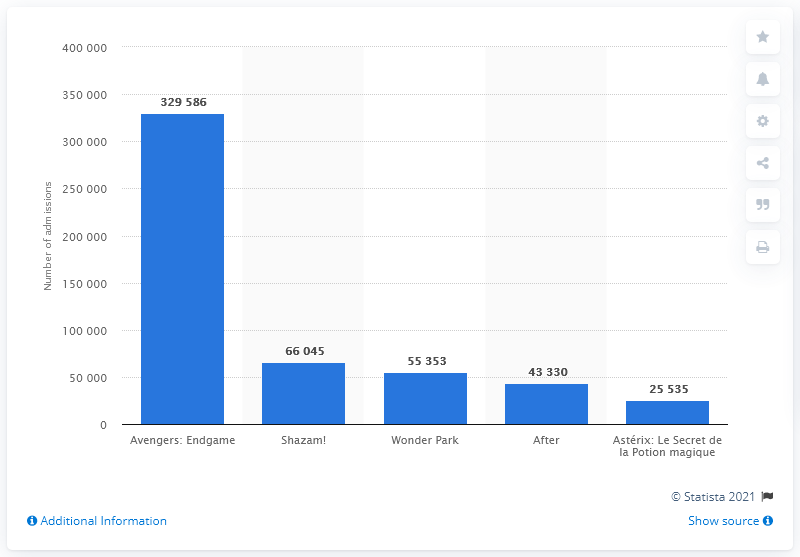 400 000
350 000
300 000
250 000
200 000
150 000
100 000
50 000
0
Number of admissions
329 586
66 045
55 353
43 330
25 535
Avengers: Endgame
Shazam!
Wonder Park
After
Astérix: Le Secret de
la Potion magique
© Statista 2021
Additional Information
Show source